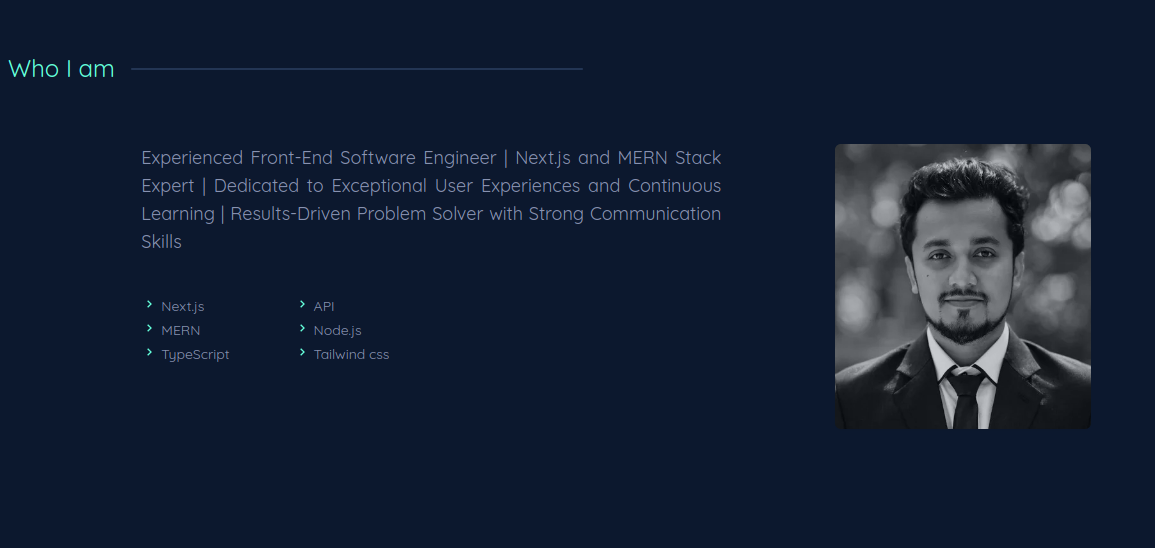 Who I am
Experienced Front-End Software Engineer | Next.js and MERN Stack
Expert | Dedicated to Exceptional User Experiences and Continuous
Learning | Results-Driven Problem Solver with Strong Communication
Skills
Next.js
API
MERN
Node.js
TypeScript
Tailwind css